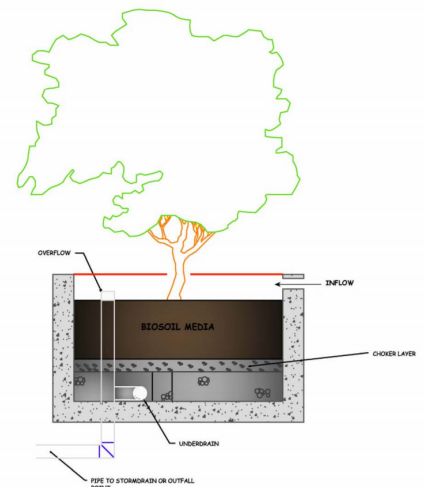 OVERFLOW
INFLOW
BIOSOIL MEDIA
CHOKER LAYER
UNDERDRAIN
PIPE TO STORMDRAIN OR OUTFALL